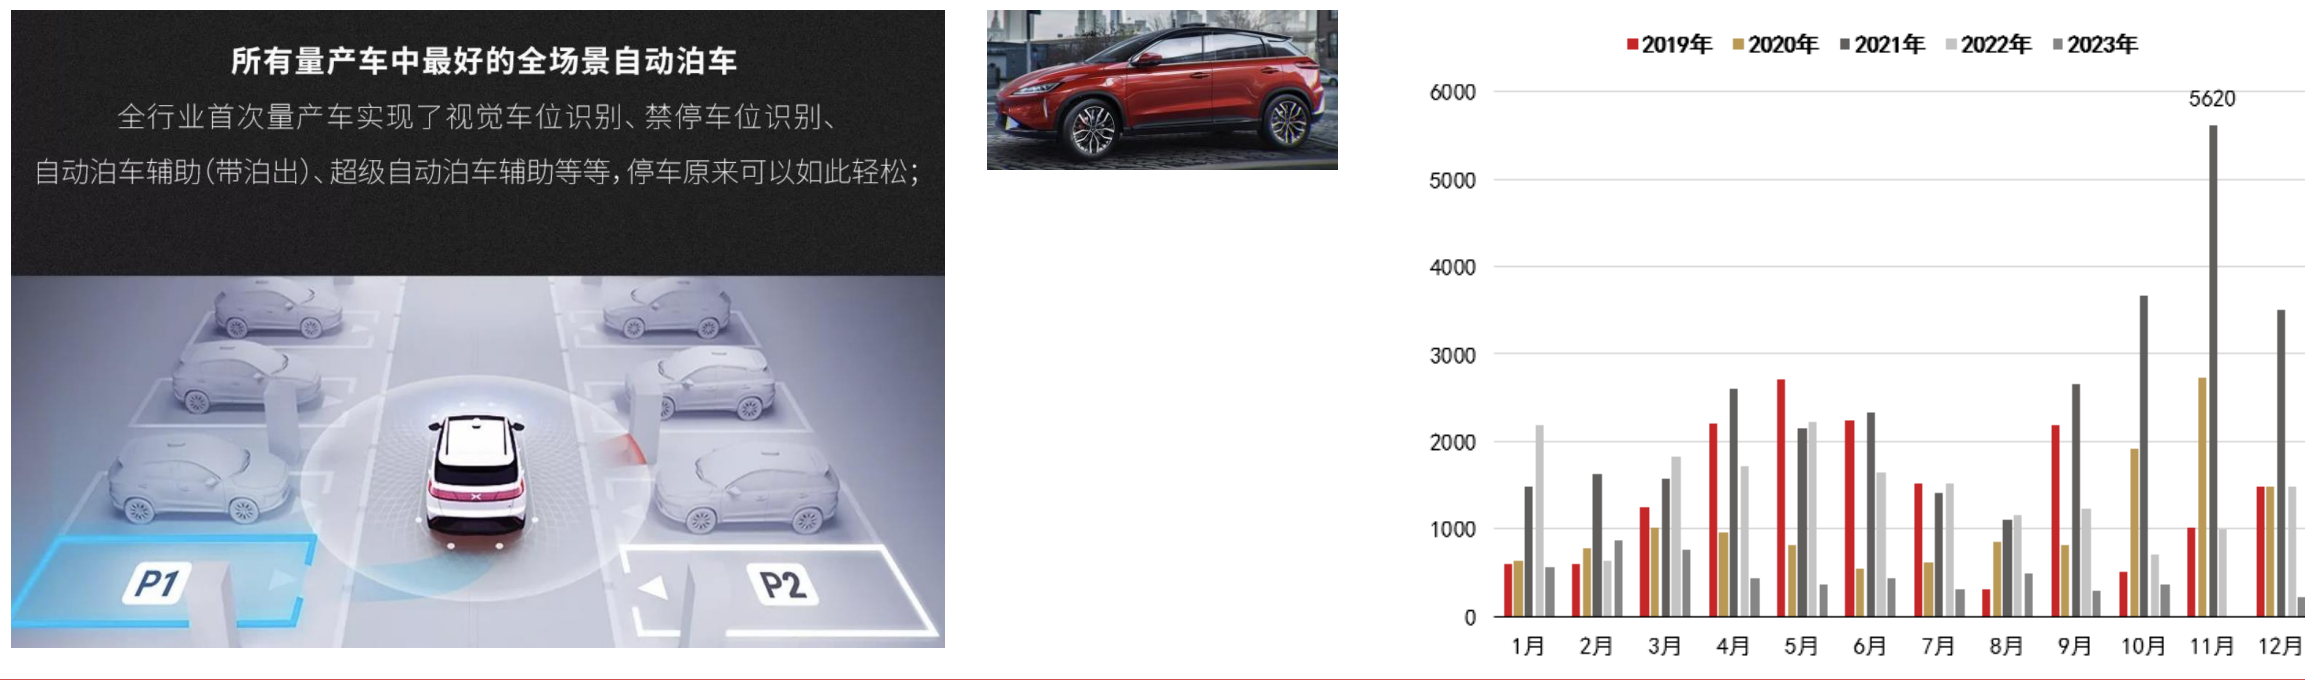 所有量产车中最好的全场景自动泊车
全行业首次量产车实现了视觉车位识别、禁停车位识别、
自动泊车辅助(带泊出)、超级自动泊车辅助等等,停车原来可以如此轻松;
P1
P2
2019年 2020年 2021年 2022年 2023年
6000
5620
5000
4000
3000
2000
1000
0
1月 2月 3月 4月 5月 6月 7月 8月 9月 10月 11月 12月